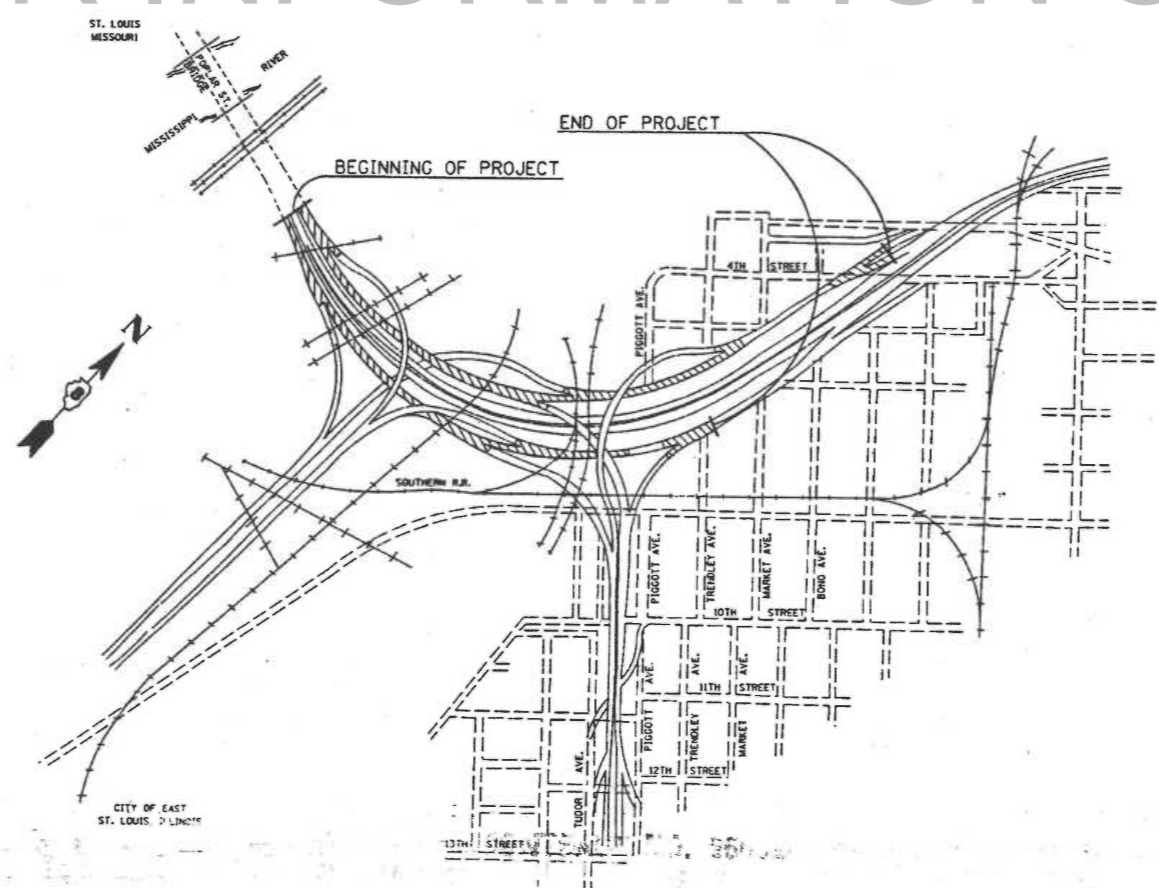 R INFORMATION O
ST. LOUIS
MISSOURI
POPLAR ST.
BRIDGE
RIVER
MISSISSIPPI
END OF PROJECT
BEGINNING OF PROJECT
N
4TH STREET
PIGGOTT AVE.
SOUTHERN R.R.
PIGGOTT AVE.
TRENDLEY AVE.
MARKET AVE.
BOND AVE.
10TH STREET
PIGGOTT AVE.
TRENDLEY AVE.
MARKET AVE.
11TH STREET
12TH STREET
TUDOR AVE.
CITY OF EAST
ST. LOUIS, ILLINOIS
13TH STREET